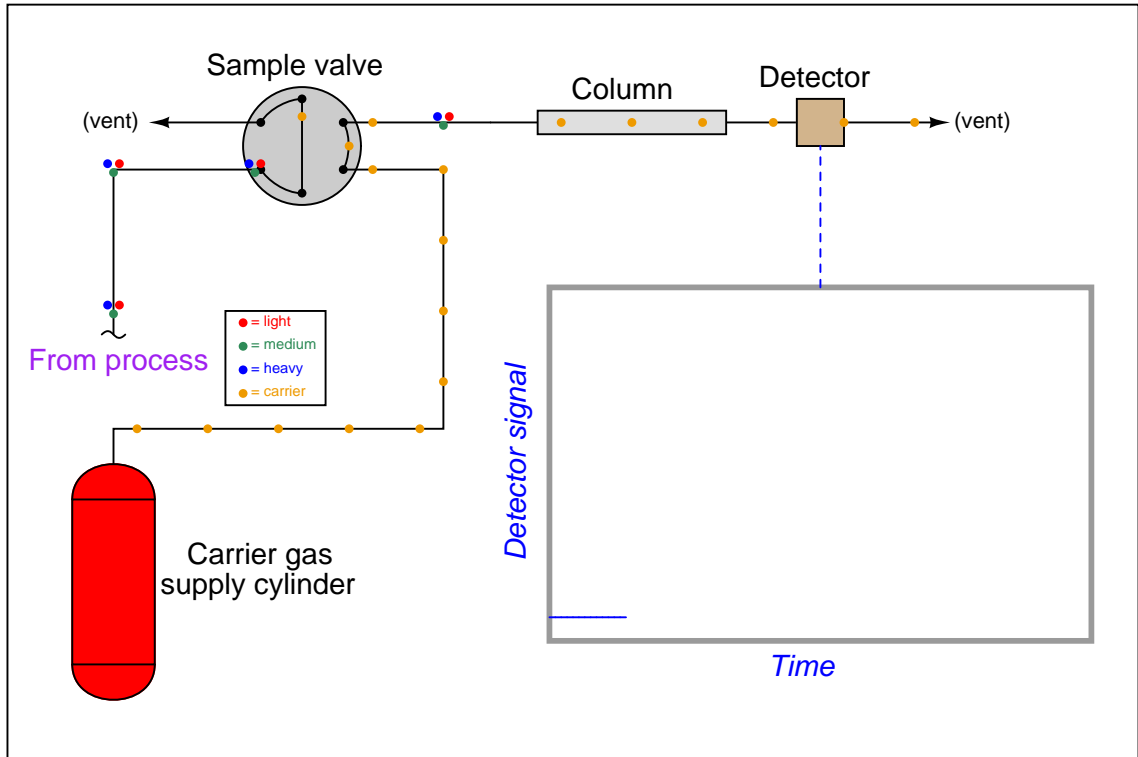 Sample valve
Column
Detector
(vent)
(vent)
= light
= medium
= heavy
= carrier
From process
Detector signal
Carrier gas
supply cylinder
Time